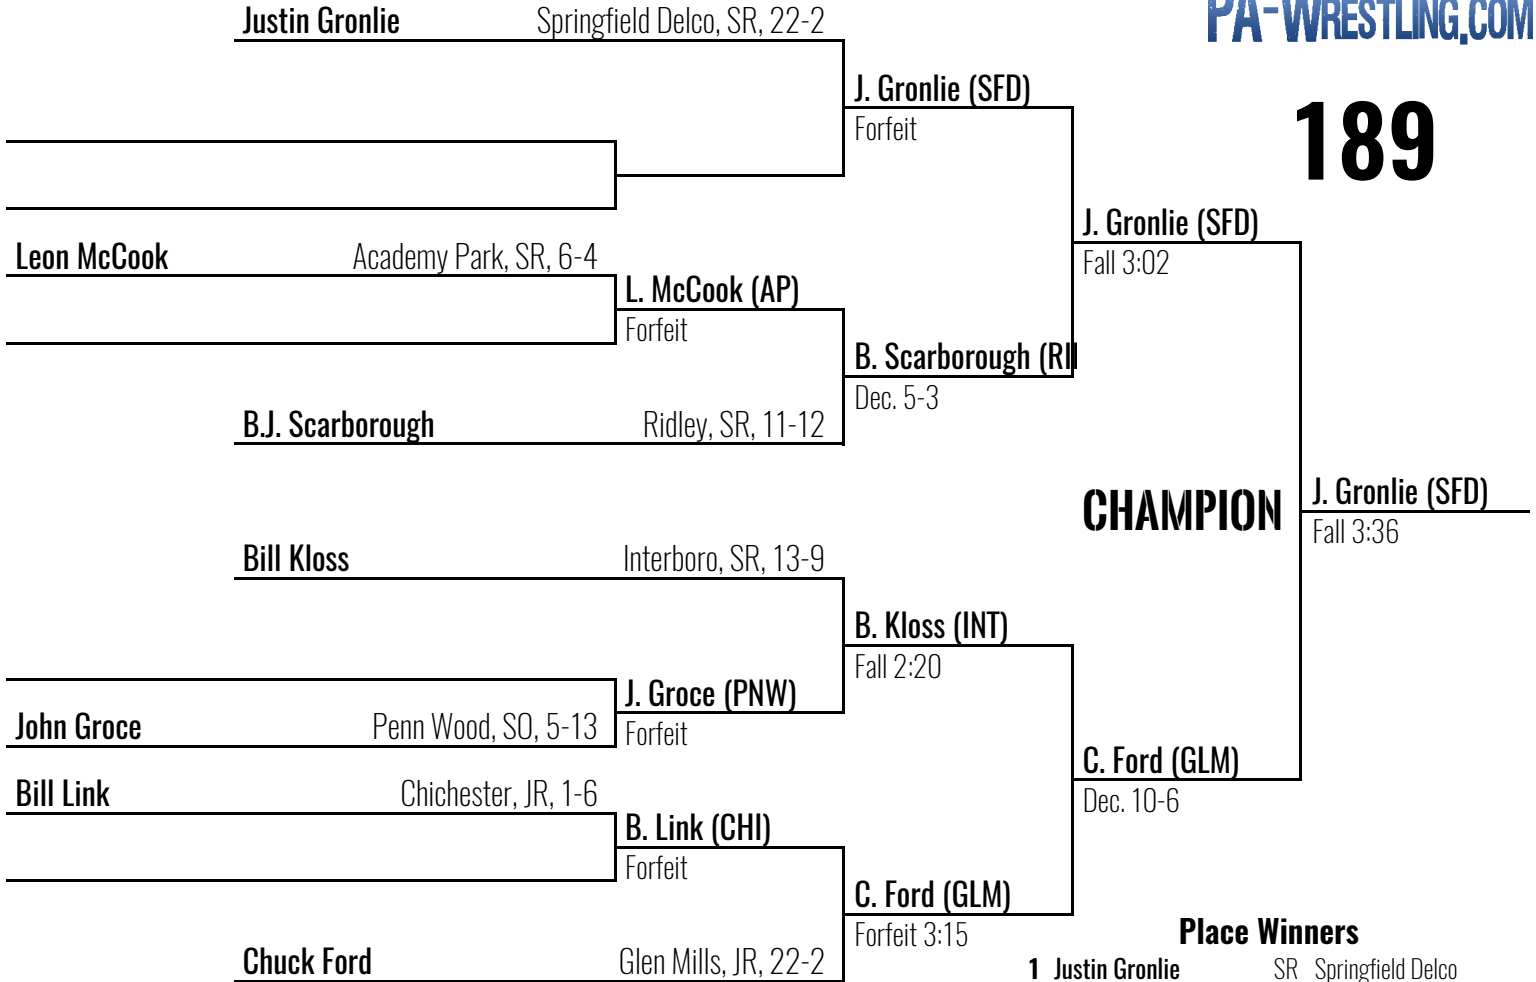 Justin Gronlie Springfield Delco, SR, 22-2
PA-WRESTLING.COM
J. Gronlie (SFD)
Forfeit
189
J. Gronlie (SFD)
Fall 3:02
Leon McCook Academy Park, SR, 6-4
L. McCook (AP)
Forfeit
B. Scarborough (RI
Dec. 5-3
B.J. Scarborough Ridley, SR, 11-12
CHAMPION
J. Gronlie (SFD)
Fall 3:36
Bill Kloss Interboro, SR, 13-9
B. Kloss (INT)
Fall 2:20
J. Groce (PNW)
Forfeit
John Groce Penn Wood, SO, 5-13
C. Ford (GLM)
Dec. 10-6
Bill Link Chichester, JR, 1-6
B. Link (CHI)
Forfeit
C. Ford (GLM)
Forfeit 3:15
Chuck Ford Glen Mills, JR, 22-2
Place Winners
1 Justin Gronlie SR Springfield Delco